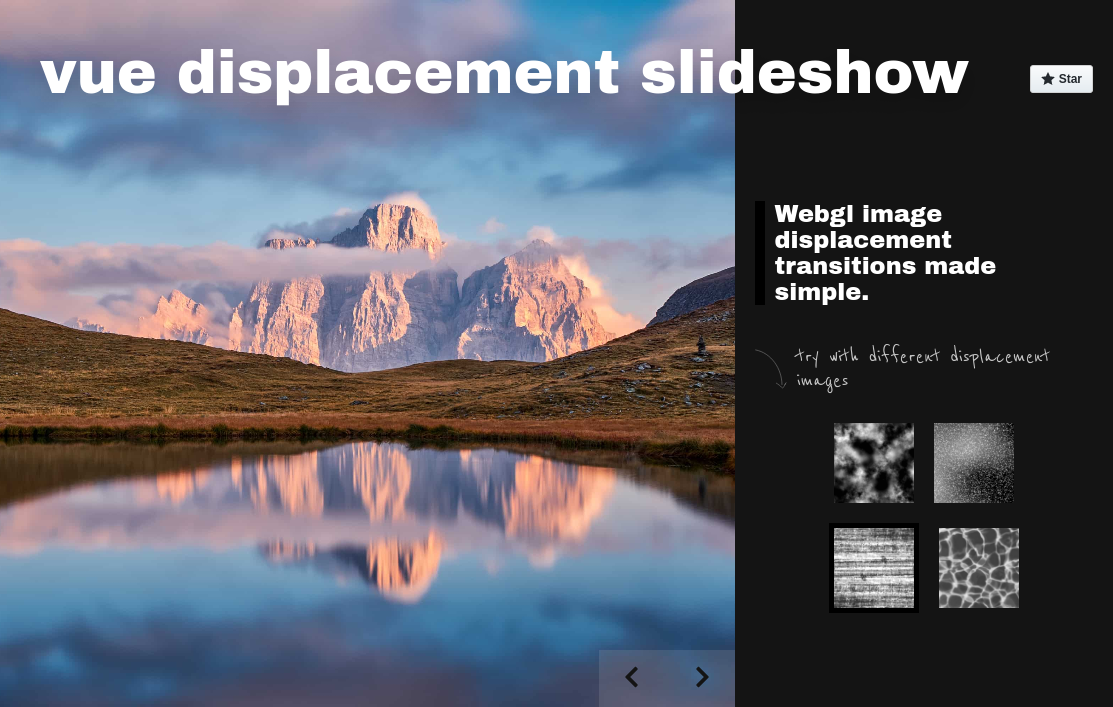 vue displacement slideshow
Star
Webgl image
displacement
transitions made
simple.
try with different displacement
images